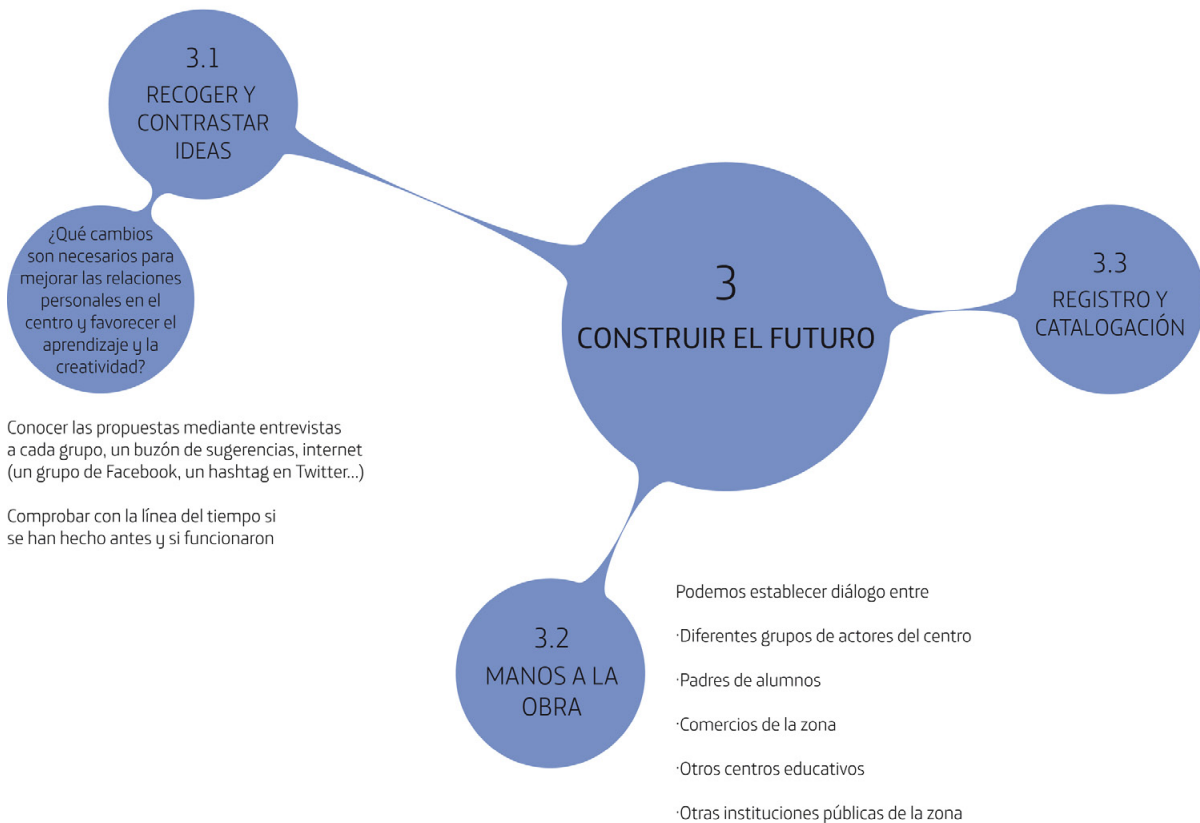 3.1
RECOGER Y
CONTRASTAR
IDEAS
¿Qué cambios
son necesarios para
mejorar las relaciones
personales en el
centro y favorecer el
aprendizaje y la
creatividad?
Conocer las propuestas mediante entrevistas
a cada grupo, un buzón de sugerencias, internet
(un grupo de Facebook, un hashtag en Twitter...)
Comprobar con la línea del tiempo si
se han hecho antes y si funcionaron
3
CONSTRUIR EL FUTURO
3.3
REGISTRO Y
CATALOGACIÓN
3.2
MANOS A LA
OBRA
Podemos establecer diálogo entre
·Diferentes grupos de actores del centro
·Padres de alumnos
·Comercios de la zona
·Otros centros educativos
·Otras instituciones públicas de la zona